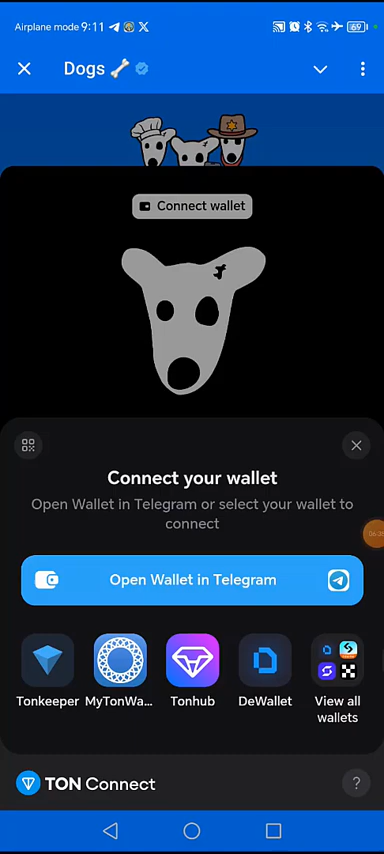 Airplane mode 9:11
69
Dogs
Connect wallet
Connect your wallet
Open Wallet in Telegram or select your wallet to
connect
Open Wallet in Telegram
Tonkeeper
MyTonWa...
Tonhub
DeWallet
View all
wallets
TON Connect
?